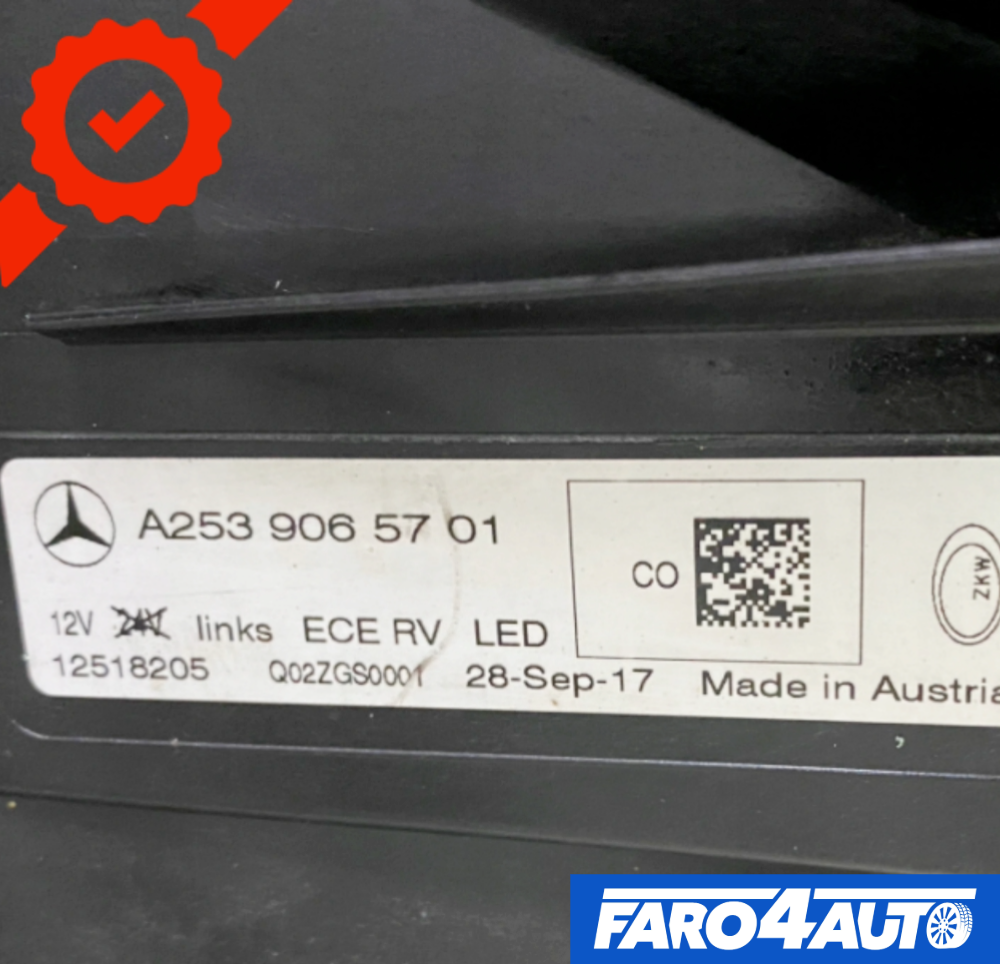 A253 906 57 01
CO
ZKW
12V 24V links ECE RV LED
12518205 Q02ZGS0001 28-Sep-17 Made in Austria
FARO4AUTO